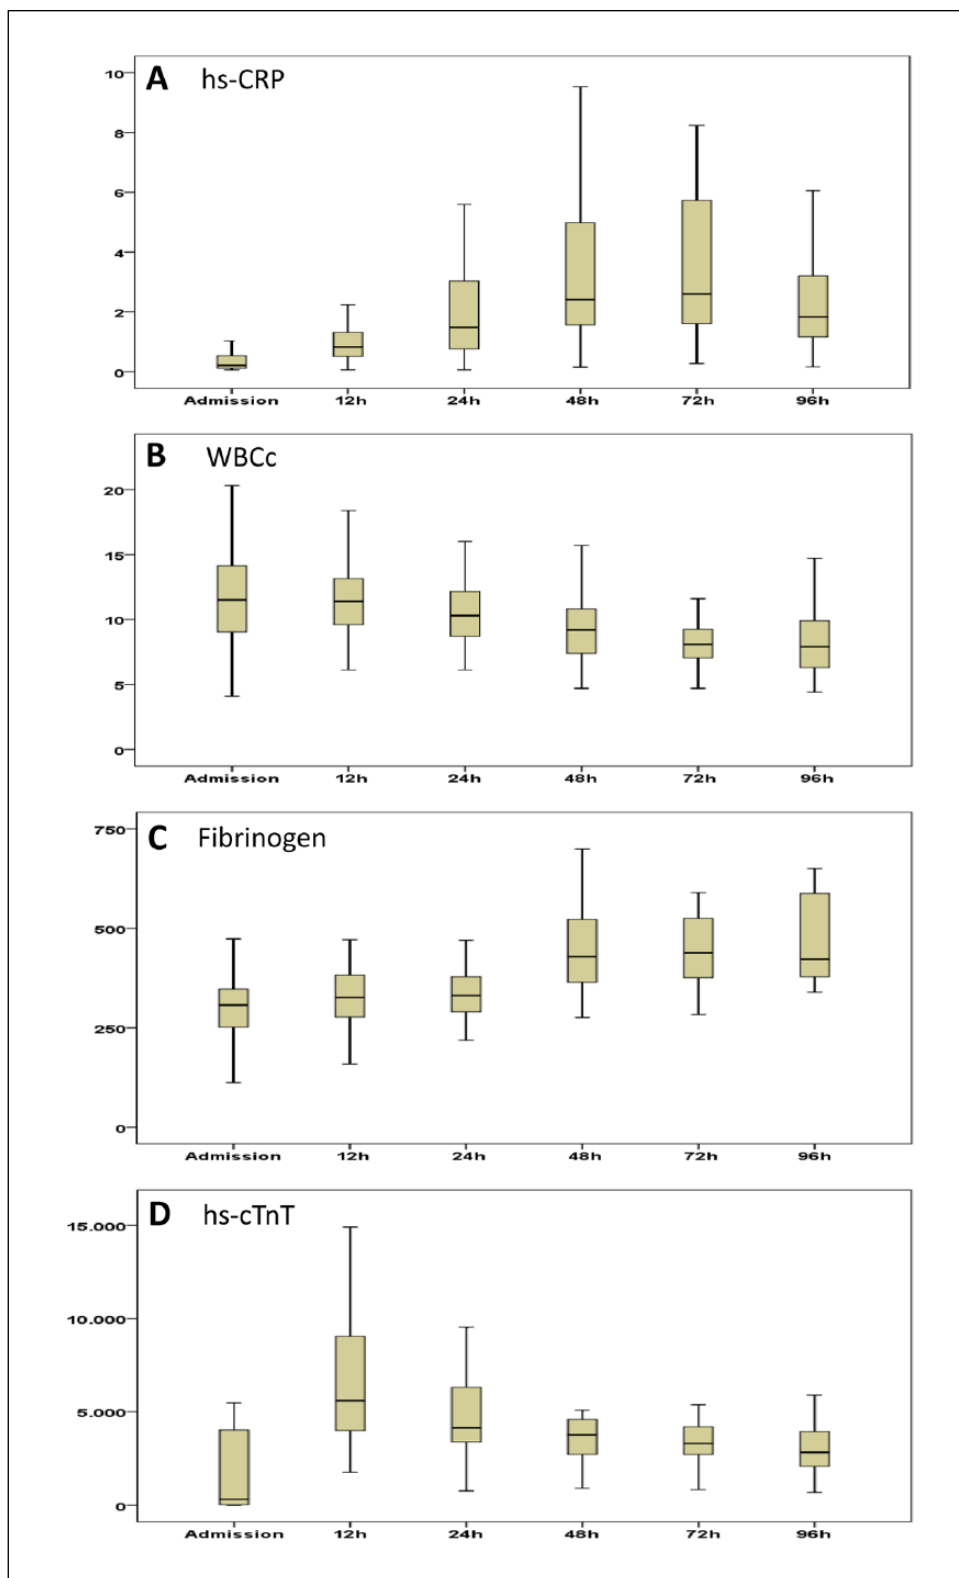 A hs-CRP
10
8
6
4
2
0
Admission 12h 24h 48h 72h 96h
B WBCc
20
15
10
5
0
Admission 12h 24h 48h 72h 96h
C Fibrinogen
750
500
250
0
Admission 12h 24h 48h 72h 96h
D hs-cTnT
15.000
10.000
5.000
0
Admission 12h 24h 48h 72h 96h